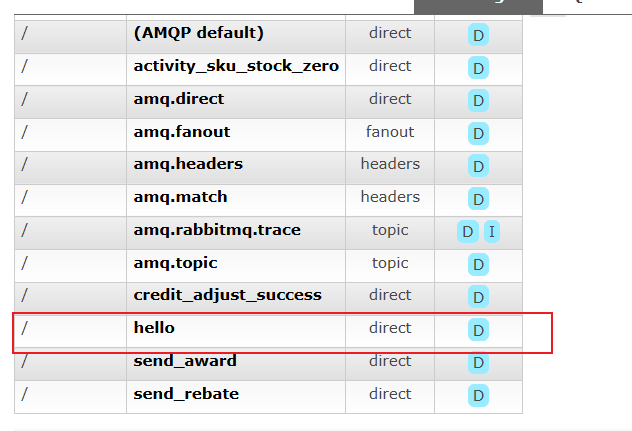 / (AMQP default) direct D
/ activity_sku_stock_zero direct D
/ amq.direct direct D
/ amq.fanout fanout D
/ amq.headers headers D
/ amq.match headers D
/ amq.rabbitmq.trace topic D I
/ amq.topic topic D
/ credit_adjust_success direct D
/ hello direct D
/ send_award direct D
/ send_rebate direct D